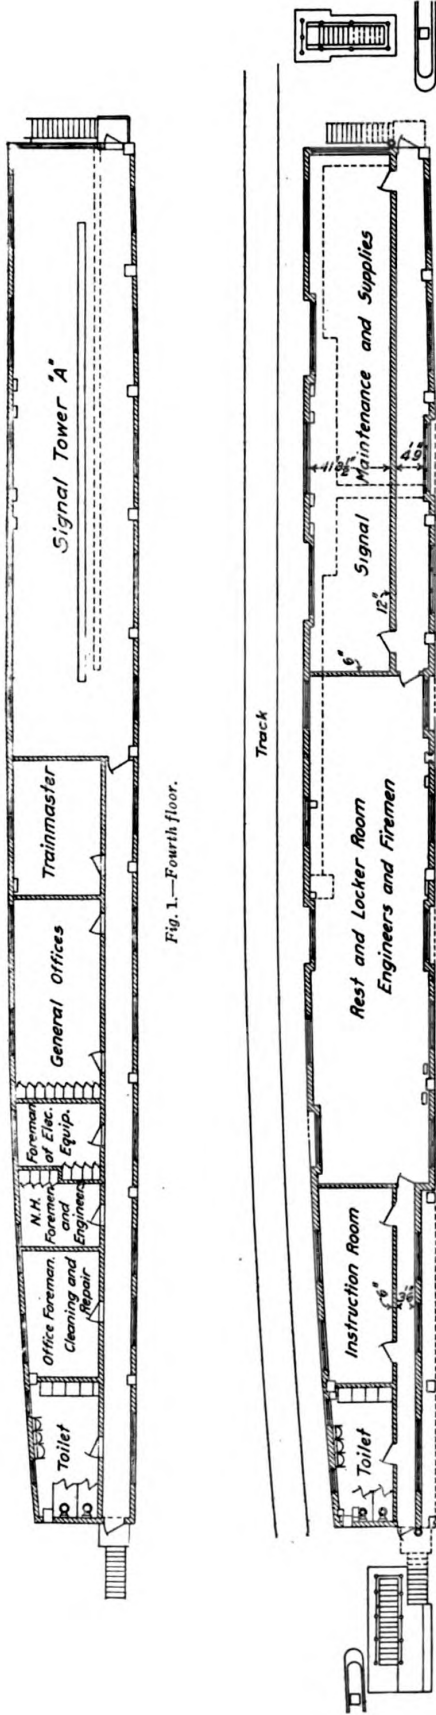 Signal Tower "A"
Trainmaster
General Offices
Foreman
of Elec.
Equip.
N.H.
Foremen
and
Engineers
Office Foreman.
Cleaning and
Repair
Toilet
Fig. 1.—Fourth floor.
Track
Signal Maintenance and Supplies
4'9"
12"
6"
Rest and Locker Room
Engineers and Firemen
Instruction Room
6"
Toilet